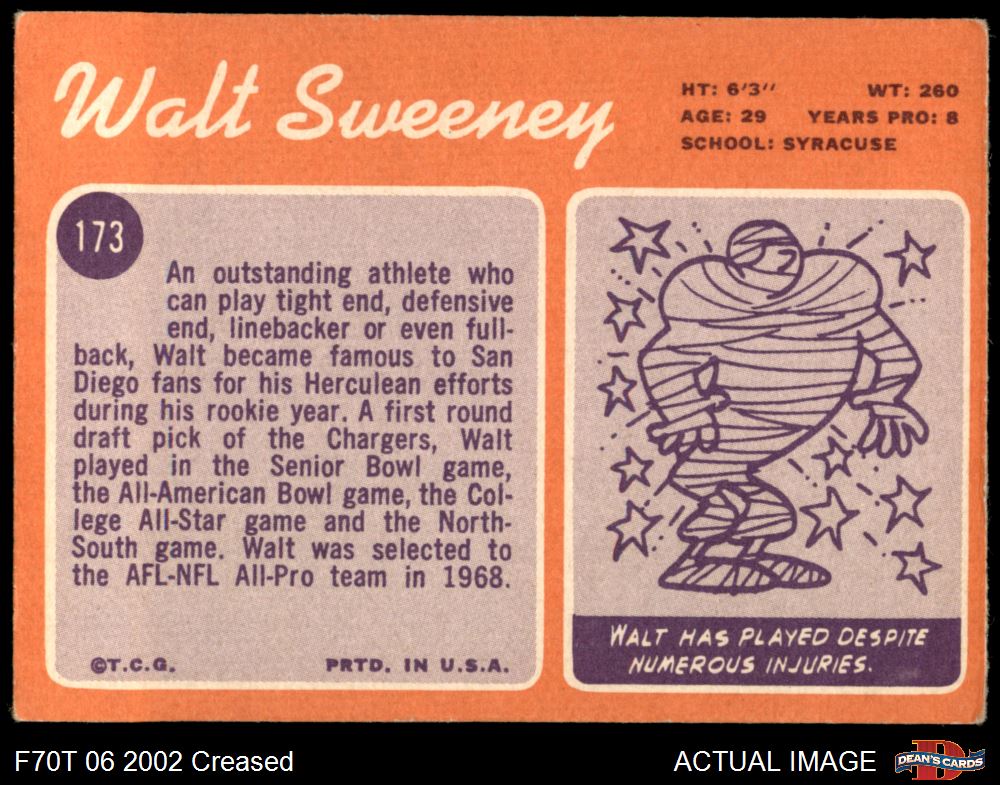 Walt Sweeney
HT: 6'3" WT: 260
AGE: 29 YEARS PRO: 8
SCHOOL: SYRACUSE
173
An outstanding athlete who
can play tight end, defensive
end, linebacker or even full-
back, Walt became famous to San
Diego fans for his Herculean efforts
during his rookie year. A first round
draft pick of the Chargers, Walt
played in the Senior Bowl game,
the All-American Bowl game, the Col-
lege All-Star game and the North-
South game. Walt was selected to
the AFL-NFL All-Pro team in 1968.
©T.C.G. PRTD. IN U.S.A.
WALT HAS PLAYED DESPITE
NUMEROUS INJURIES.
F70T 06 2002 Creased
ACTUAL IMAGE
D
DEAN'S CARDS